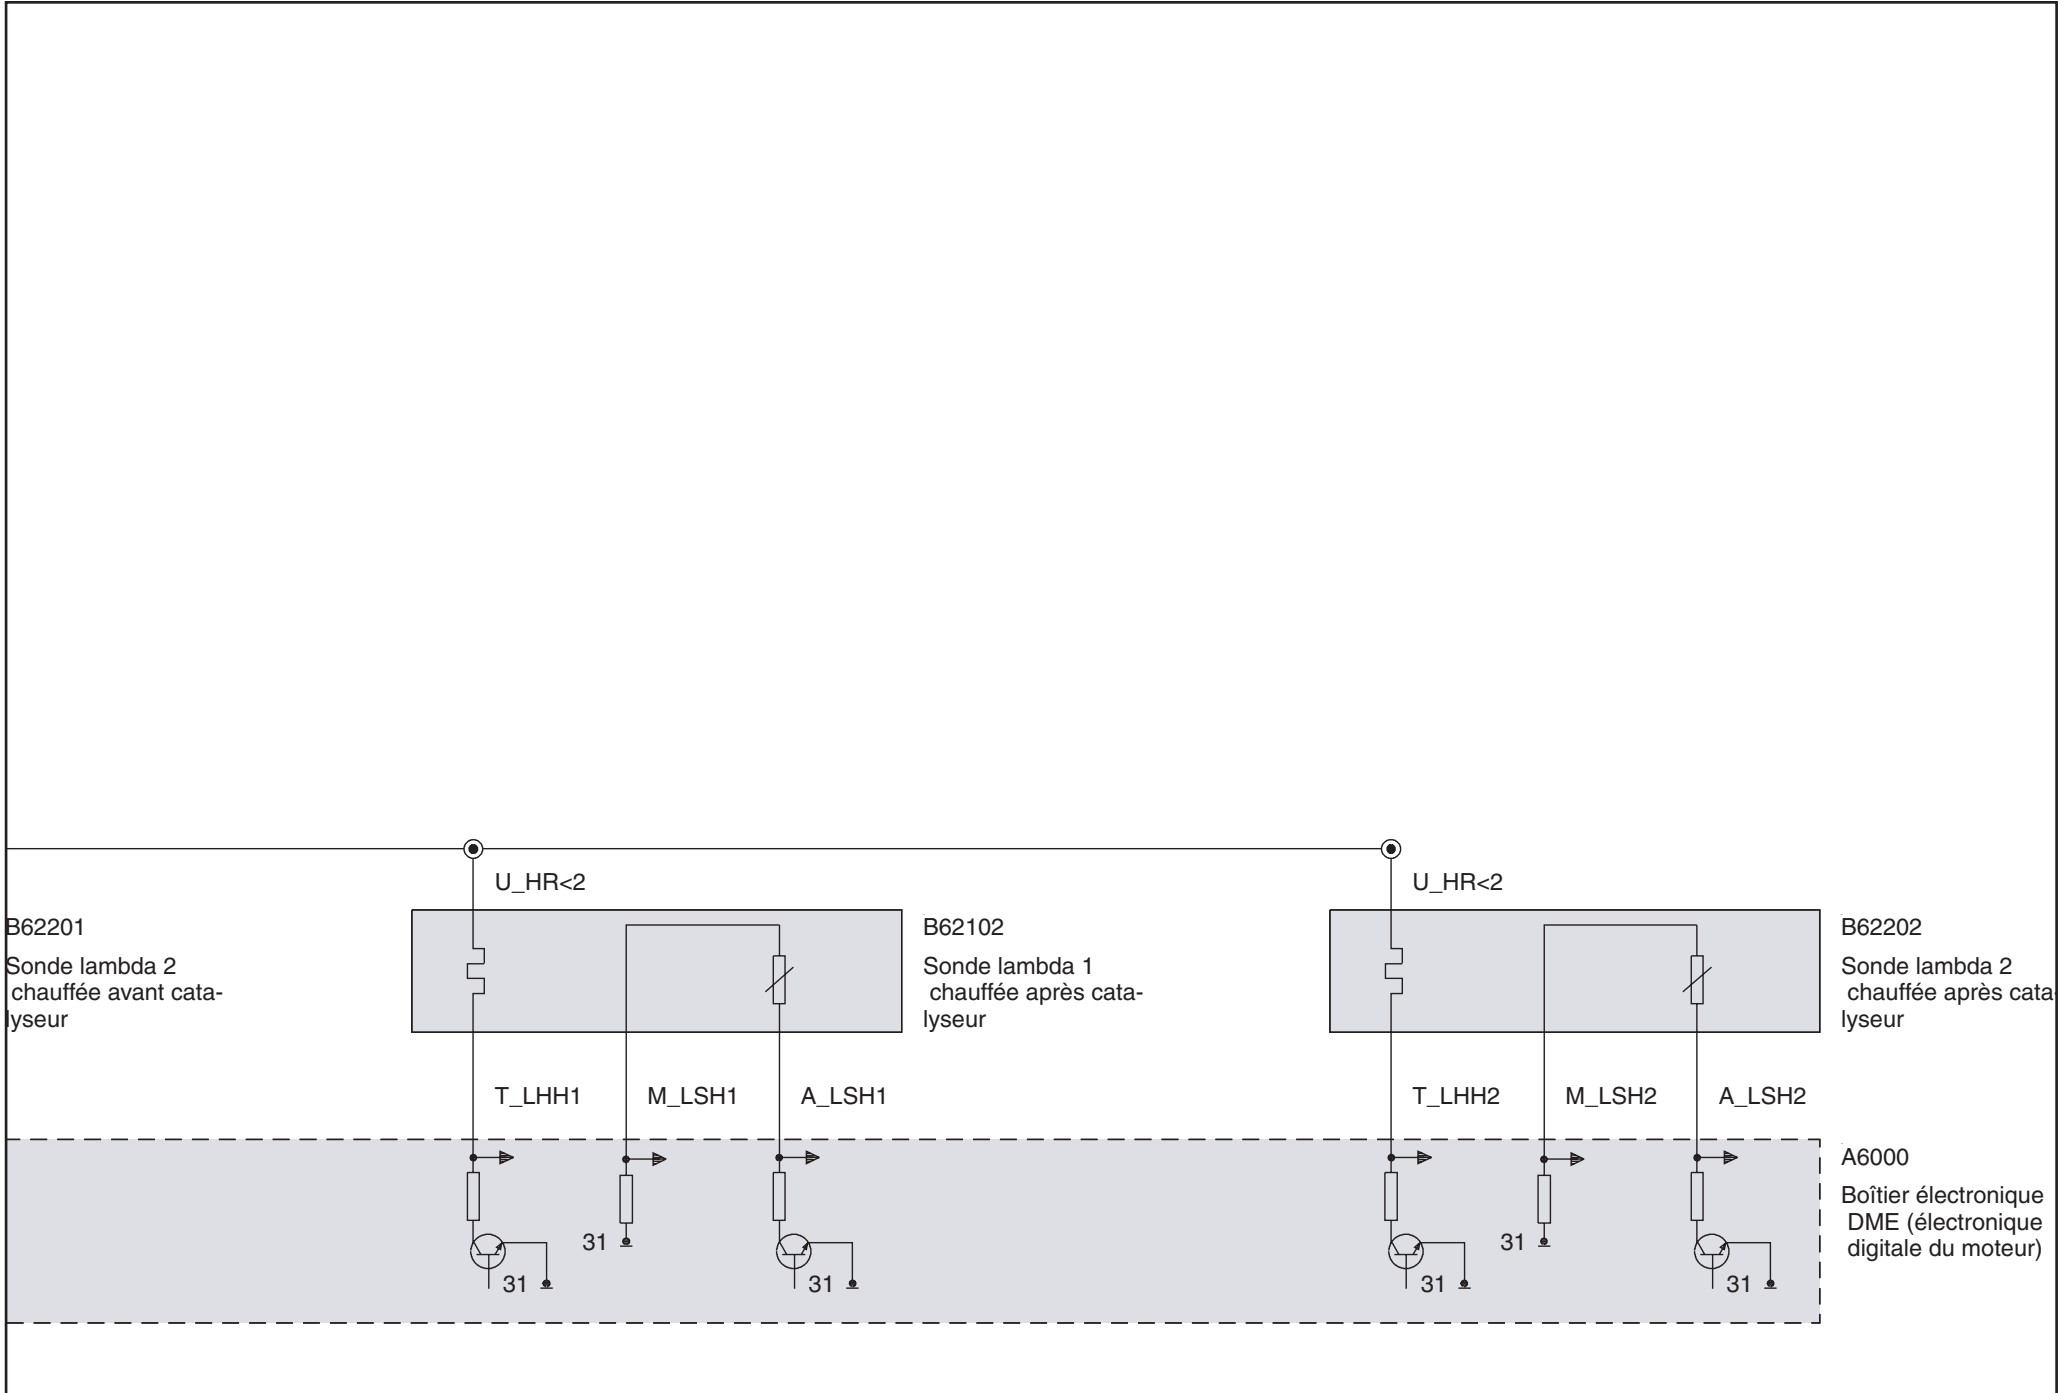 U_HR<2
U_HR<2
B62201
Sonde lambda 2
chauffée avant cata-
lyseur
B62102
Sonde lambda 1
chauffée après cata-
lyseur
B62202
Sonde lambda 2
chauffée après cata-
lyseur
T_LHH1
M_LSH1
A_LSH1
T_LHH2
M_LSH2
A_LSH2
A6000
Boîtier électronique
DME (électronique
digitale du moteur)
31
31
31
31
31
31